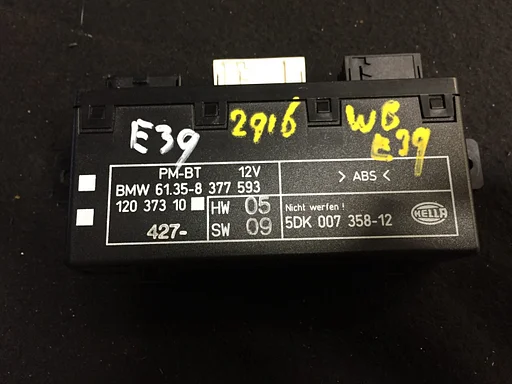 E39
2916
WB
E39
PM-BT 12V
BMW 61.35-8 377 593
120 373 10
427-
HW 05
SW 09
> ABS <
Nicht werfen !
5DK 007 358-12
HELLA